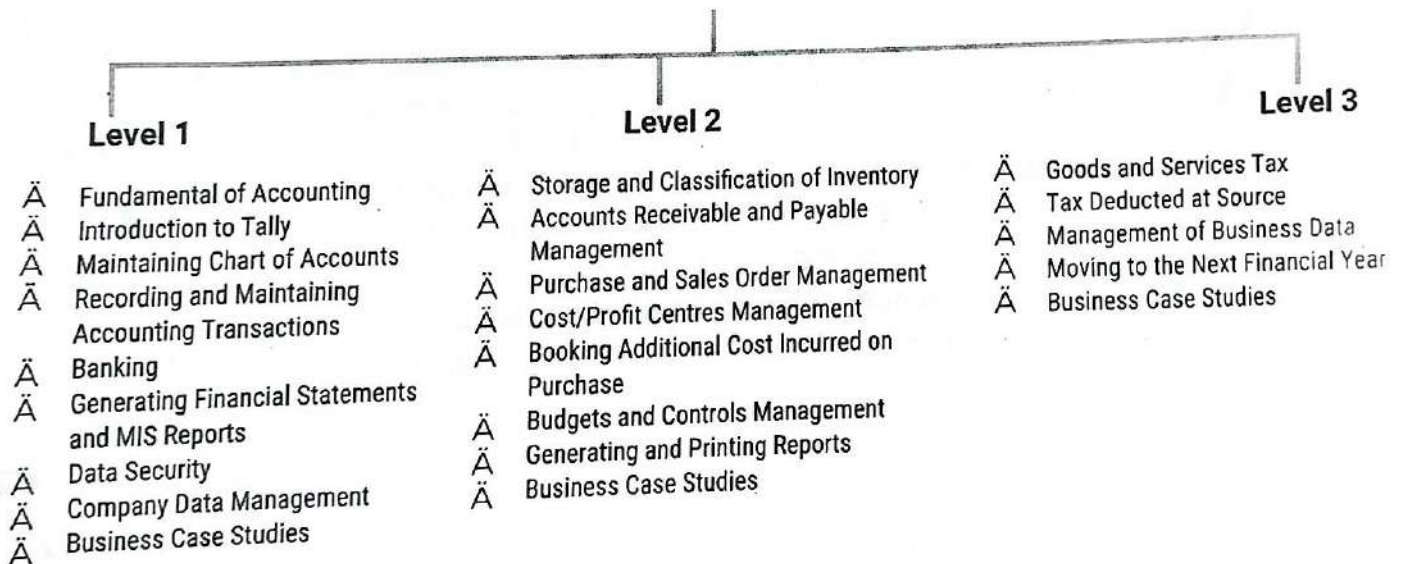 Level 1
Ä Fundamental of Accounting
Ä Introduction to Tally
Ä Maintaining Chart of Accounts
Ä Recording and Maintaining
Accounting Transactions
Ä Banking
Ä Generating Financial Statements
and MIS Reports
Ä Data Security
Ä Company Data Management
Ä Business Case Studies
Level 2
Ä Storage and Classification of Inventory
Ä Accounts Receivable and Payable
Management
Ä Purchase and Sales Order Management
Ä Cost/Profit Centres Management
Ä Booking Additional Cost Incurred on
Purchase
Ä Budgets and Controls Management
Ä Generating and Printing Reports
Ä Business Case Studies
Level 3
Ä Goods and Services Tax
Ä Tax Deducted at Source
Ä Management of Business Data
Ä Moving to the Next Financial Year
Ä Business Case Studies